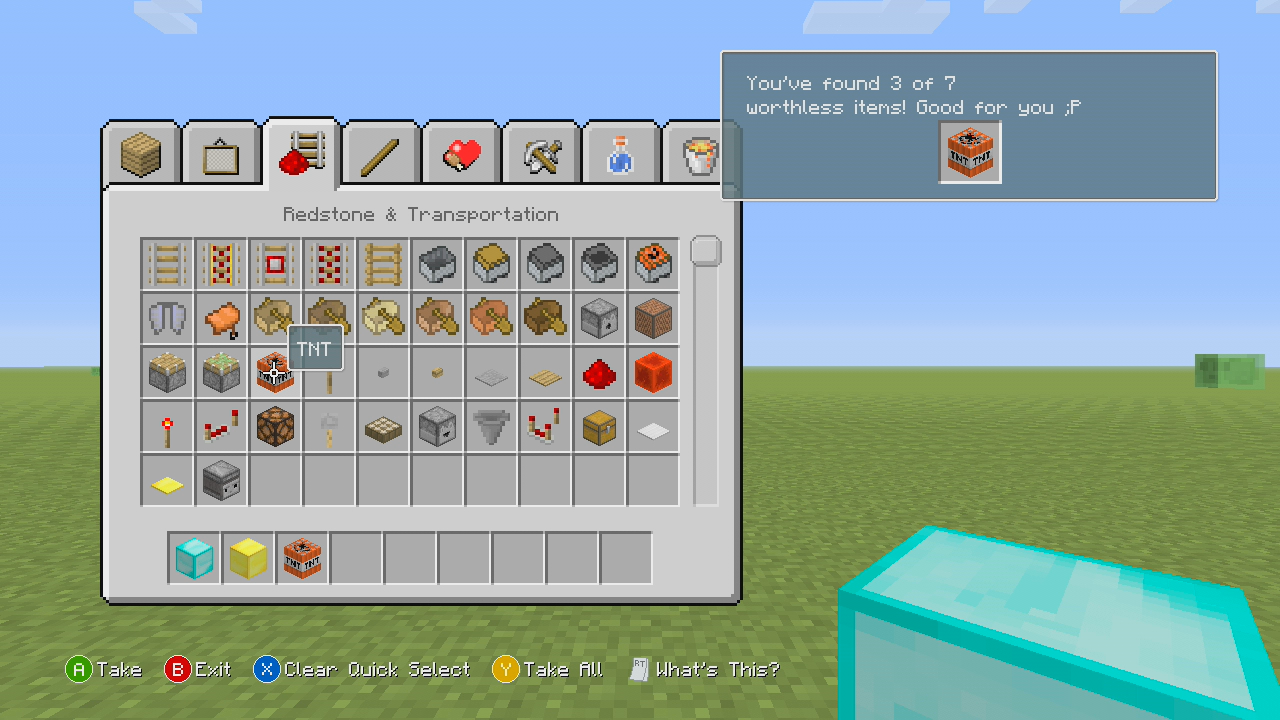 You've found 3 of 7
worthless items! Good for you ;P
TNT TNT
Redstone & Transportation
TNT
TNT TNT
A Take B Exit X Clear Quick Select Y Take All RT What's This?